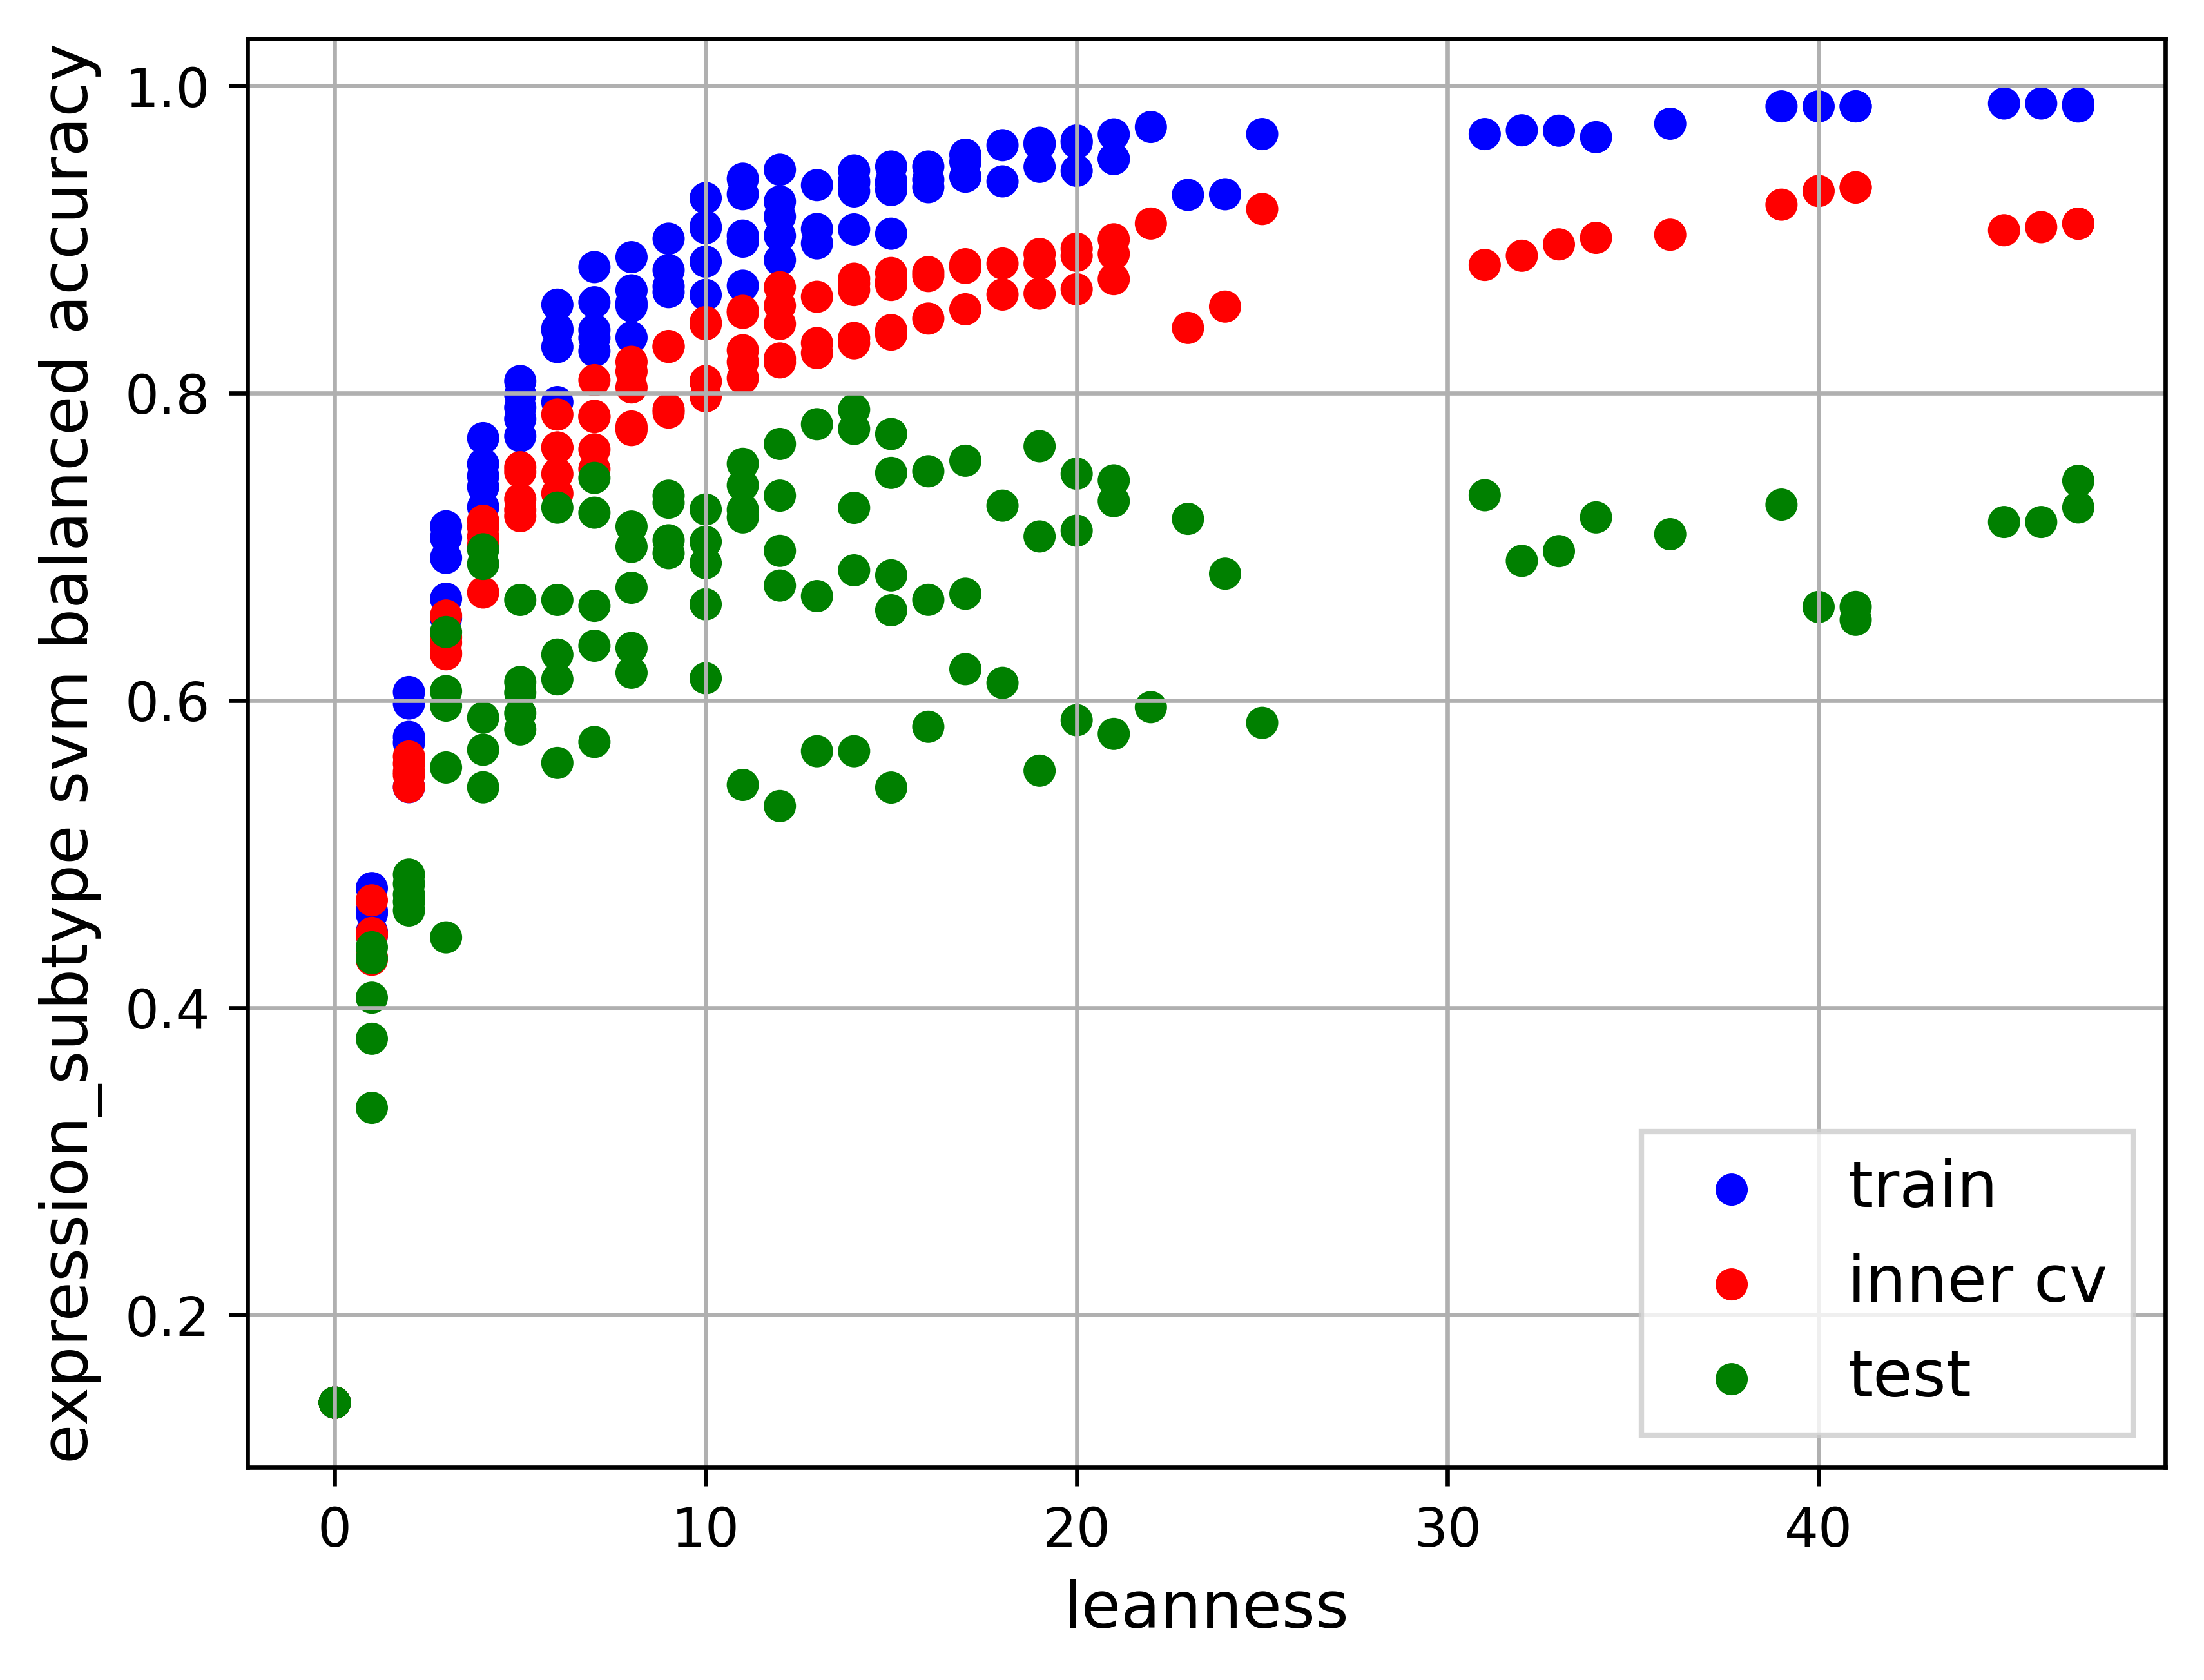 expression_subtype svm balanced accuracy
1.0
0.8
0.6
0.4
0.2
0 10 20 30 40
leanness
train
inner cv
test